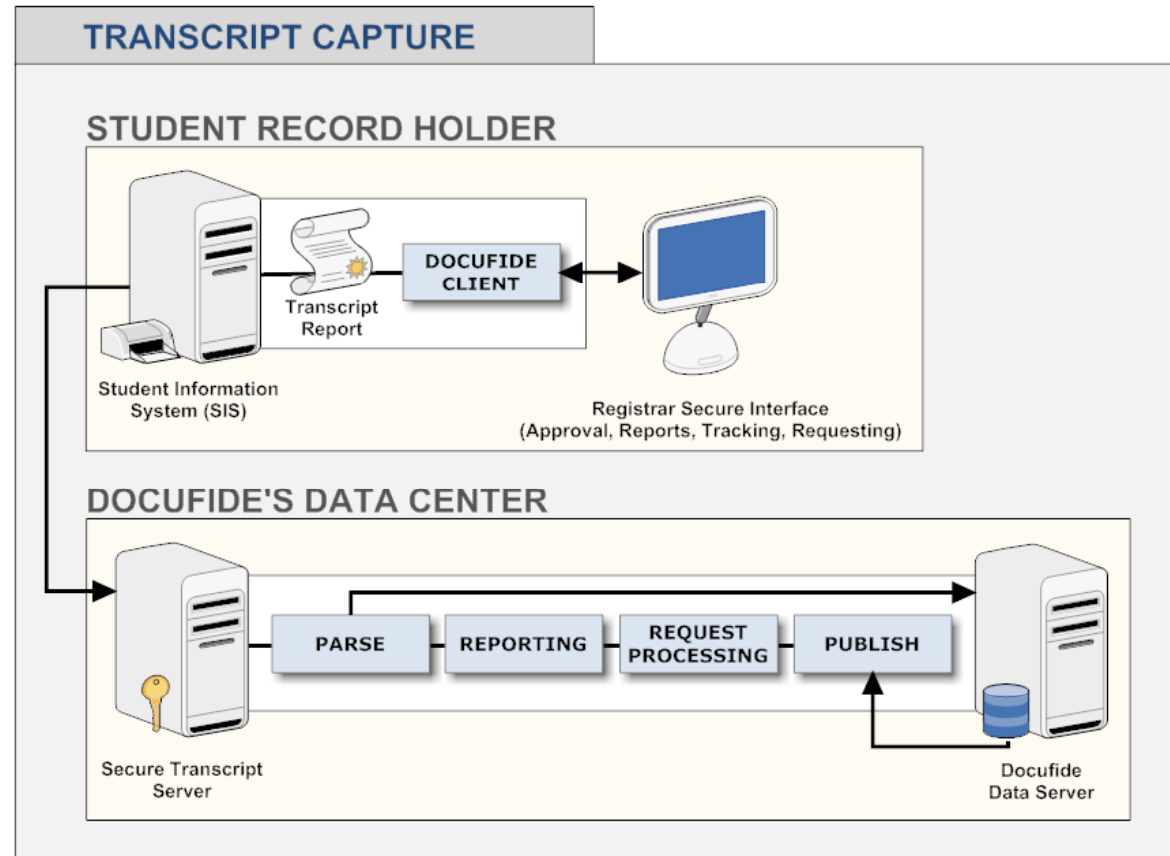 TRANSCRIPT CAPTURE
STUDENT RECORD HOLDER
DOCUFIDE
CLIENT
Transcript
Report
Student Information
System (SIS)
Registrar Secure Interface
(Approval, Reports, Tracking, Requesting)
DOCUFIDE'S DATA CENTER
PARSE
REPORTING
REQUEST
PROCESSING
PUBLISH
Secure Transcript
Server
Docufide
Data Server